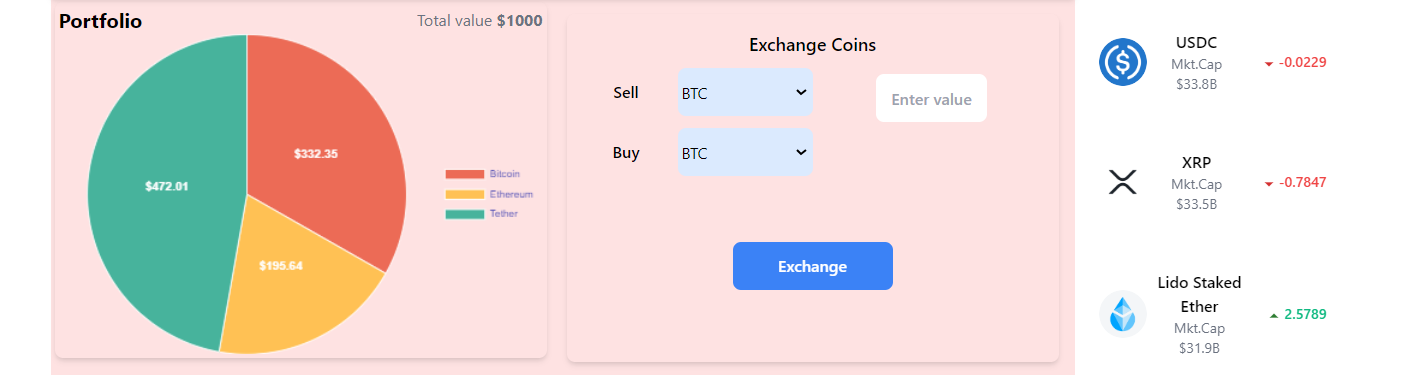 Portfolio
Total value $1000
$332.35
$472.01
$195.64
Bitcoin
Ethereum
Tether
Exchange Coins
Sell
BTC
Enter value
Buy
BTC
Exchange
USDC
Mkt.Cap
$33.8B
-0.0229
XRP
Mkt.Cap
$33.5B
-0.7847
Lido Staked
Ether
Mkt.Cap
$31.9B
2.5789